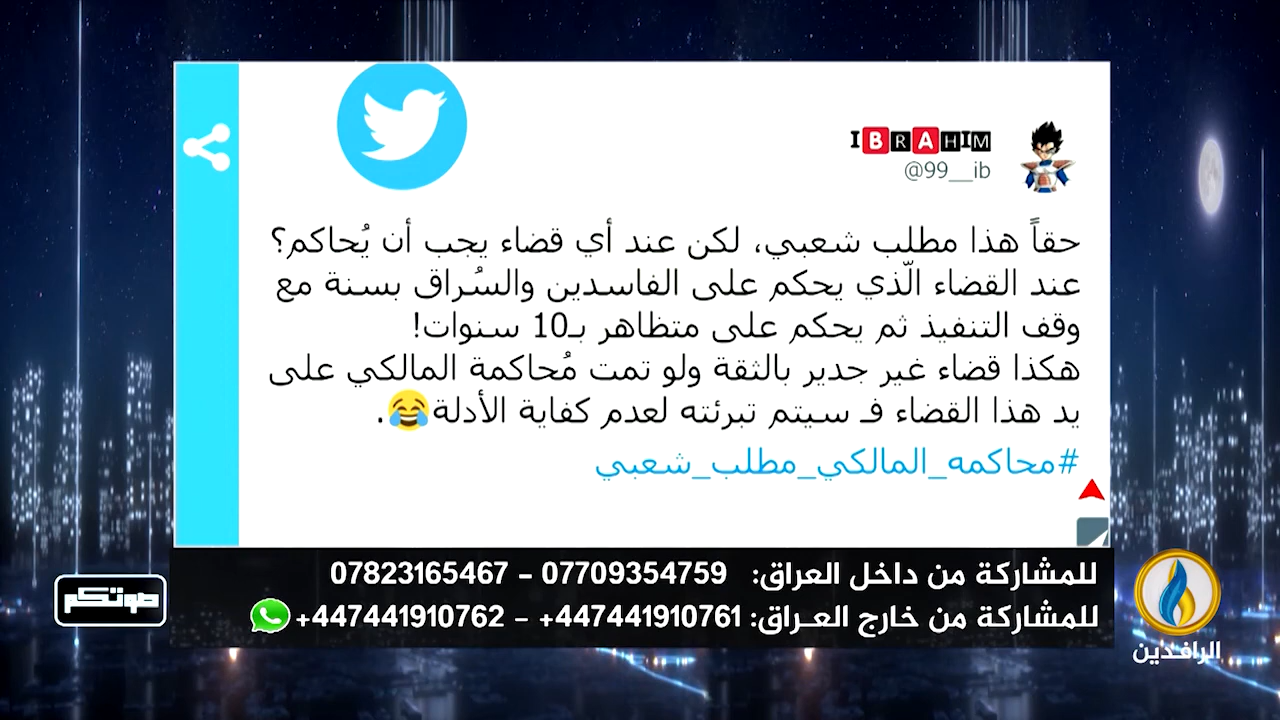 IBRAHIM
@99__ib
حقاً هذا مطلب شعبي، لكن عند أي قضاء يجب أن يُحاكم؟
عند القضاء الّذي يحكم على الفاسدين والسُراق بسنة مع
وقف التنفيذ ثم يحكم على متظاهر بـ10 سنوات!
هكذا قضاء غير جدير بالثقة ولو تمت مُحاكمة المالكي على
يد هذا القضاء فـ سيتم تبرئته لعدم كفاية الأدلة😂.
#محاكمه_المالكي_مطلب_شعبي
للمشاركة من داخل العراق: 07709354759 - 07823165467
للمشاركة من خارج العـراق: 447441910761+ - 447441910762+
صوتكم
الرافدين